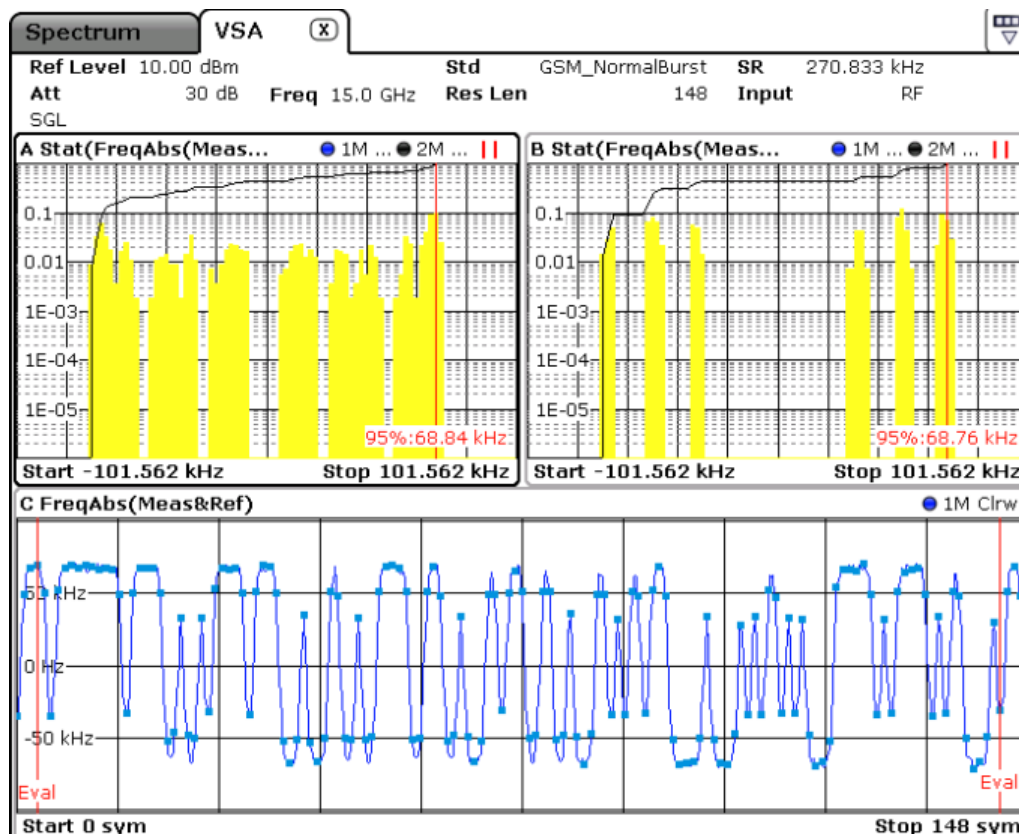 Spectrum VSA X
Ref Level 10.00 dBm Std GSM_NormalBurst SR 270.833 kHz
Att 30 dB Freq 15.0 GHz Res Len 148 Input RF
SGL
A Stat(FreqAbs(Meas... 1M ... 2M ...
0.1
0.01
1E-03
1E-04
1E-05
95%:68.84 kHz
Start -101.562 kHz Stop 101.562 kHz
B Stat(FreqAbs(Meas... 1M ... 2M ...
0.1
0.01
1E-03
1E-04
1E-05
95%:68.76 kHz
Start -101.562 kHz Stop 101.562 kHz
C FreqAbs(Meas&Ref) 1M Clrw
50 kHz
0 Hz
-50 kHz
Eval Eval
Start 0 sym Stop 148 sym